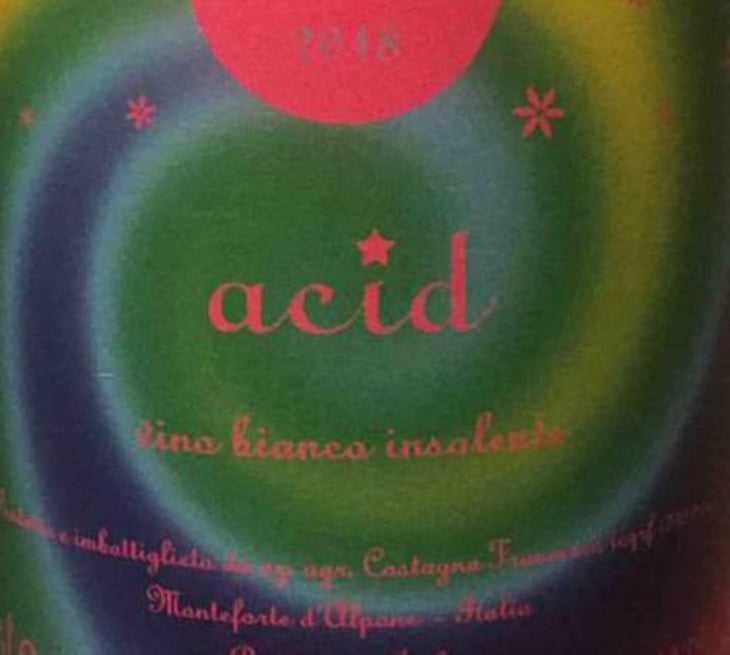 2018
acid
vino bianco insolente
e imbottigliato da az. agr. Castagna Francesco
Monteforte d'Alpone - Italia